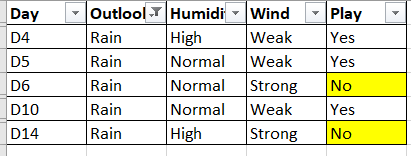 Day Outlook Humidi Wind Play
D4 Rain High Weak Yes
D5 Rain Normal Weak Yes
D6 Rain Normal Strong No
D10 Rain Normal Weak Yes
D14 Rain High Strong No